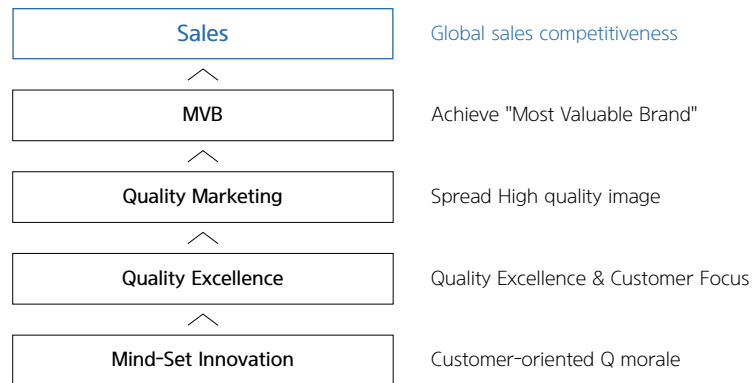 Sales
Global sales competitiveness
MVB
Achieve "Most Valuable Brand"
Quality Marketing
Spread High quality image
Quality Excellence
Quality Excellence & Customer Focus
Mind-Set Innovation
Customer-oriented Q morale